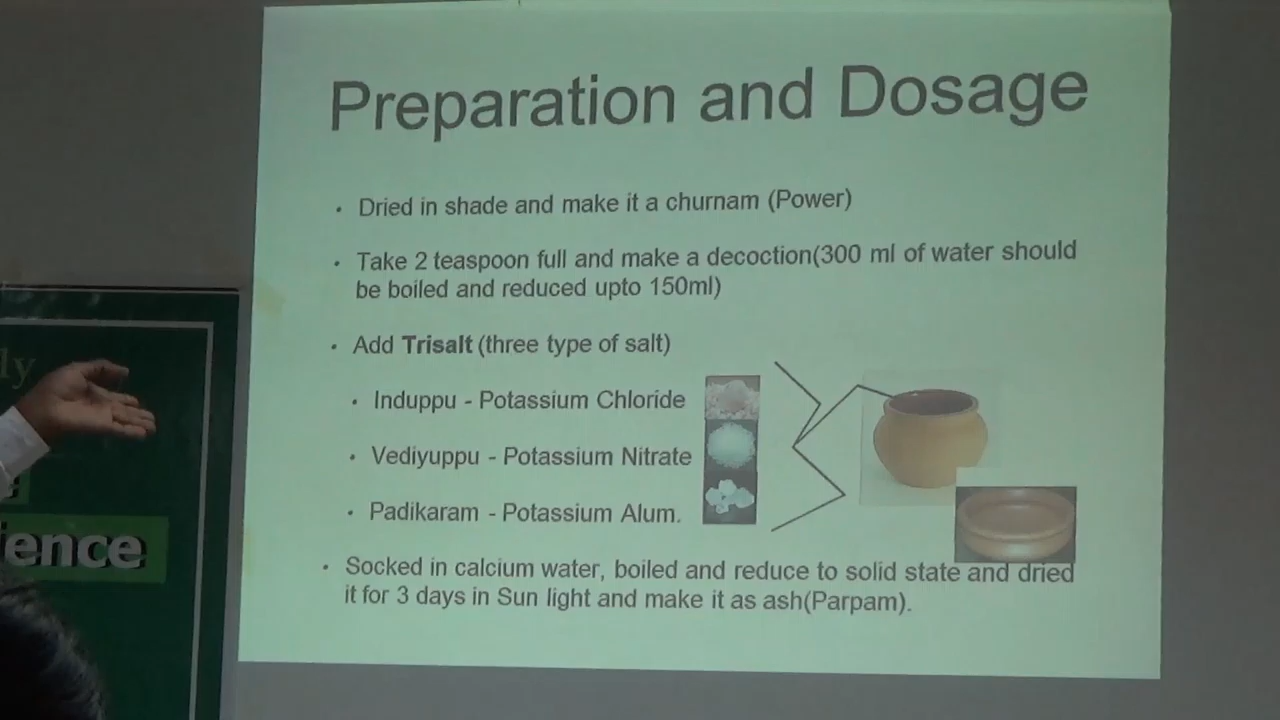 Preparation and Dosage
• Dried in shade and make it a churnam (Power)
• Take 2 teaspoon full and make a decoction(300 ml of water should
be boiled and reduced upto 150ml)
• Add Trisalt (three type of salt)
• Induppu - Potassium Chloride
• Vediyuppu - Potassium Nitrate
• Padikaram - Potassium Alum.
• Socked in calcium water, boiled and reduce to solid state and dried
it for 3 days in Sun light and make it as ash(Parpam).
ly
ience